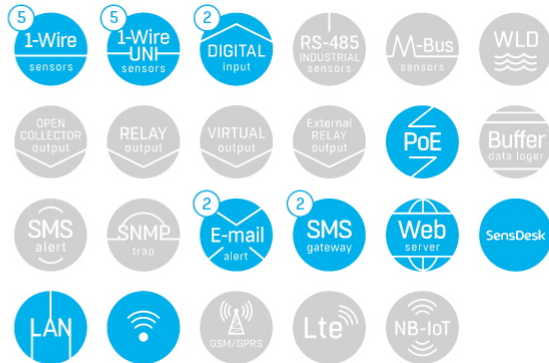 5
1-Wire
sensors
5
1-Wire
UNI
sensors
2
DIGITAL
input
RS-485
INDUSTRIAL
sensors
M-Bus
sensors
WLD
OPEN
COLLECTOR
output
RELAY
output
VIRTUAL
output
External
RELAY
output
PoE
Buffer
data loger
SMS
alert
SNMP
trap
2
E-mail
alert
2
SMS
gateway
Web
server
SensDesk
LAN
GSM/GPRS
Lte
NB-IoT